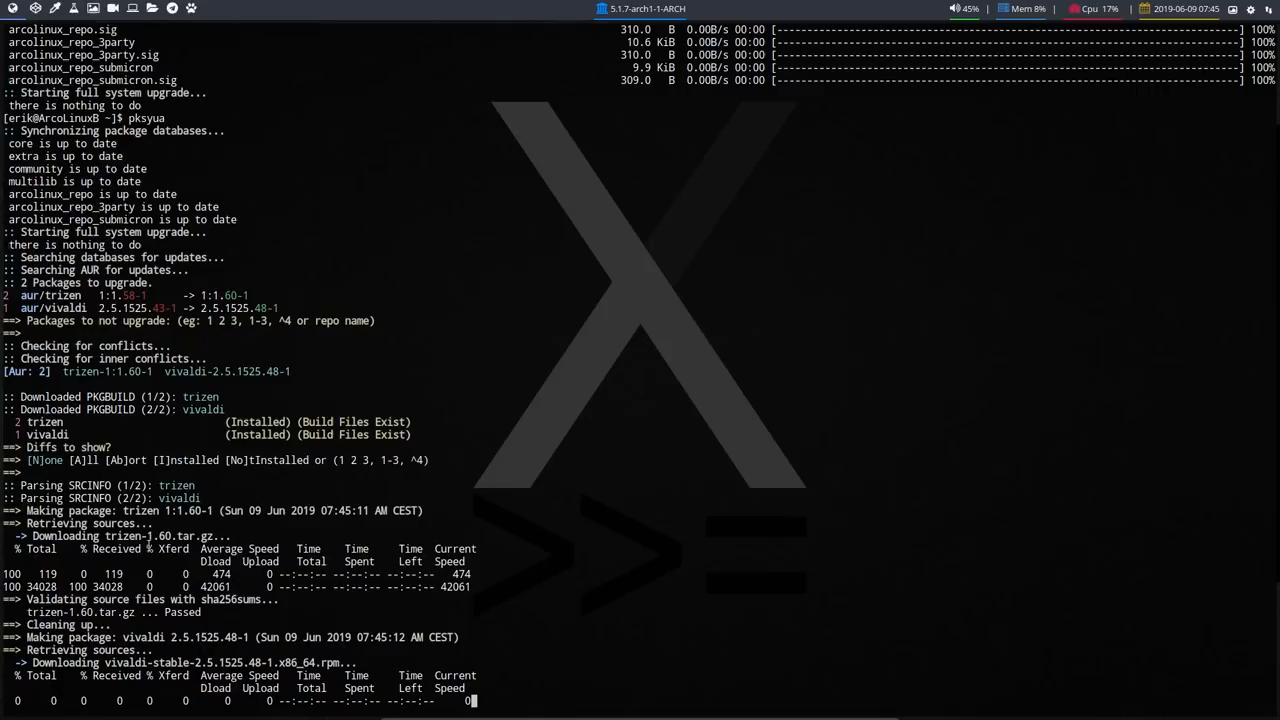 5.1.7-arch1-1-ARCH
45%
Mem 8%
Cpu 17%
2019-06-09 07:45
arcolinux_repo.sig 310.0 B 0.00B/s 00:00 [----------------------------------------------------------------------------] 100%
arcolinux_repo_3party 10.6 KiB 0.00B/s 00:00 [----------------------------------------------------------------------------] 100%
arcolinux_repo_3party.sig 310.0 B 0.00B/s 00:00 [----------------------------------------------------------------------------] 100%
arcolinux_repo_submicron 9.9 KiB 0.00B/s 00:00 [----------------------------------------------------------------------------] 100%
arcolinux_repo_submicron.sig 309.0 B 0.00B/s 00:00 [----------------------------------------------------------------------------] 100%
:: Starting full system upgrade...
there is nothing to do
[erik@ArcoLinuxB ~]$ pksyua
:: Synchronizing package databases...
core is up to date
extra is up to date
community is up to date
multilib is up to date
arcolinux_repo is up to date
arcolinux_repo_3party is up to date
arcolinux_repo_submicron is up to date
:: Starting full system upgrade...
there is nothing to do
:: Searching databases for updates...
:: Searching AUR for updates...
:: 2 Packages to upgrade.
2 aur/trizen 1:1.58-1 -> 1:1.60-1
1 aur/vivaldi 2.5.1525.43-1 -> 2.5.1525.48-1
==> Packages to not upgrade: (eg: 1 2 3, 1-3, ^4 or repo name)
==>
:: Checking for conflicts...
:: Checking for inner conflicts...
[Aur: 2] trizen-1:1.60-1 vivaldi-2.5.1525.48-1
:: Downloaded PKGBUILD (1/2): trizen
:: Downloaded PKGBUILD (2/2): vivaldi
2 trizen (Installed) (Build Files Exist)
1 vivaldi (Installed) (Build Files Exist)
==> Diffs to show?
==> [N]one [A]ll [Ab]ort [I]nstalled [No]tInstalled or (1 2 3, 1-3, ^4)
==>
:: Parsing SRCINFO (1/2): trizen
:: Parsing SRCINFO (2/2): vivaldi
==> Making package: trizen 1:1.60-1 (Sun 09 Jun 2019 07:45:11 AM CEST)
==> Retrieving sources...
-> Downloading trizen-1.60.tar.gz...
% Total % Received % Xferd Average Speed Time Time Time Current
Dload Upload Total Spent Left Speed
100 119 0 119 0 0 474 0 --:--:-- --:--:-- --:--:-- 474
100 34028 100 34028 0 0 42061 0 --:--:-- --:--:-- --:--:-- 42061
==> Validating source files with sha256sums...
trizen-1.60.tar.gz ... Passed
==> Cleaning up...
==> Making package: vivaldi 2.5.1525.48-1 (Sun 09 Jun 2019 07:45:12 AM CEST)
==> Retrieving sources...
-> Downloading vivaldi-stable-2.5.1525.48-1.x86_64.rpm...
% Total % Received % Xferd Average Speed Time Time Time Current
Dload Upload Total Spent Left Speed
0 0 0 0 0 0 0 0 --:--:-- --:--:-- --:--:-- 0
X
>>=